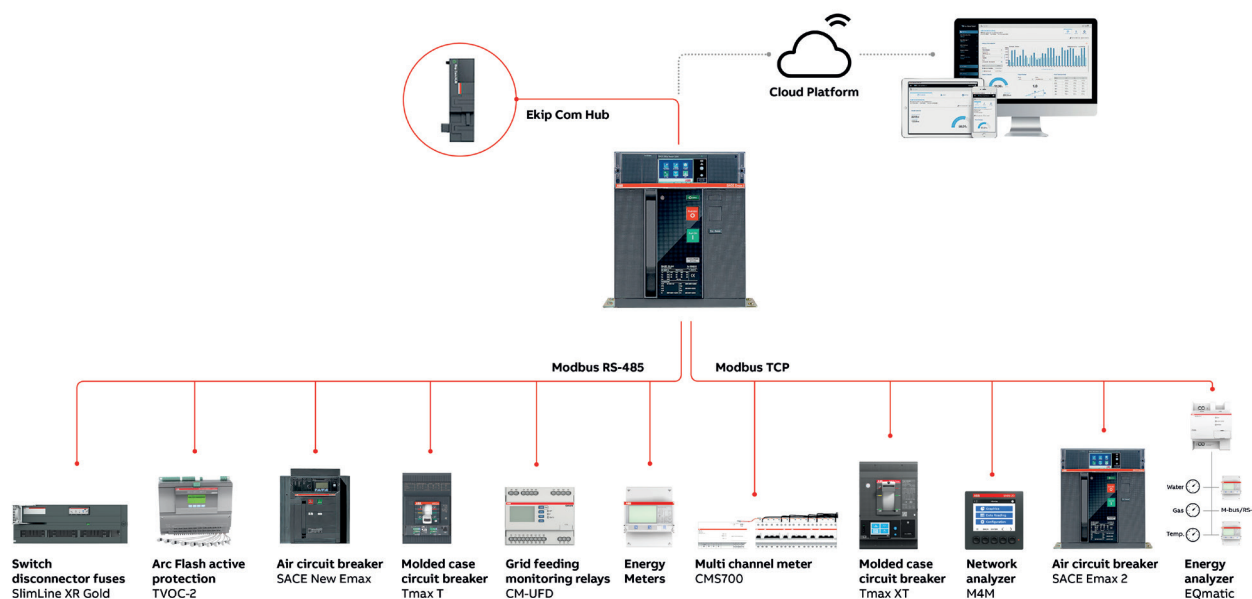 Cloud Platform
Ekip Com Hub
Modbus RS-485
Modbus TCP
Switch
disconnector fuses
SlimLine XR Gold
Arc Flash active
protection
TVOC-2
Air circuit breaker
SACE New Emax
Molded case
circuit breaker
Tmax T
Grid feeding
monitoring relays
CM-UFD
Energy
Meters
Multi channel meter
CMS700
Molded case
circuit breaker
Tmax XT
Network
analyzer
M4M
Air circuit breaker
SACE Emax 2
Water
Gas
Temp.
M-bus/RS-
Energy
analyzer
EQmatic